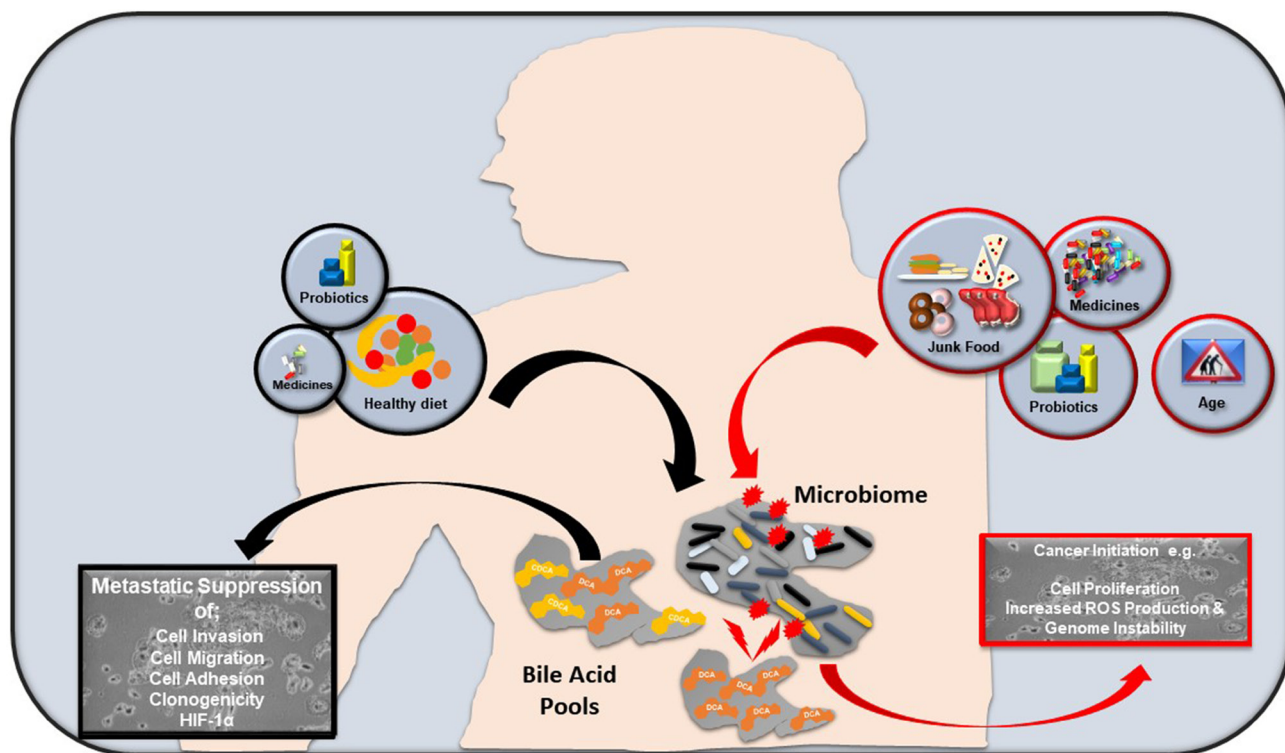 Probiotics
Medicines
Healthy diet
Junk Food
Medicines
Probiotics
Age
Microbiome
CDCA
DCA
DCA
CDCA
DCA
DCA
CDCA
Bile Acid
Pools
DCA
DCA
DCA
DCA
DCA
DCA
Metastatic Suppression
of;
Cell Invasion
Cell Migration
Cell Adhesion
Clonogenicity
HIF-1α
Cancer Initiation e.g.
Cell Proliferation
Increased ROS Production &
Genome Instability